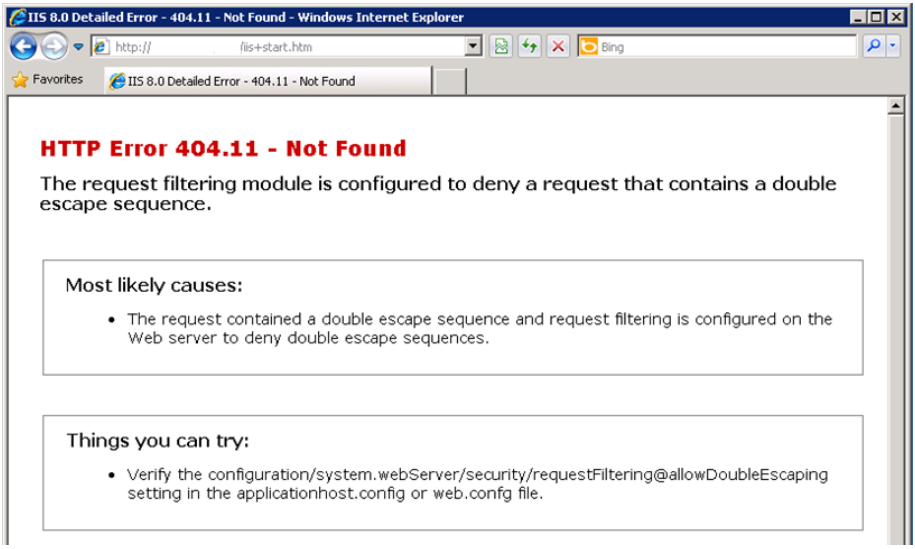 IIS 8.0 Detailed Error - 404.11 - Not Found - Windows Internet Explorer
http:// /iis+start.htm
Bing
Favorites
IIS 8.0 Detailed Error - 404.11 - Not Found
HTTP Error 404.11 - Not Found
The request filtering module is configured to deny a request that contains a double
escape sequence.
Most likely causes:
• The request contained a double escape sequence and request filtering is configured on the
Web server to deny double escape sequences.
Things you can try:
• Verify the configuration/system.webServer/security/requestFiltering@allowDoubleEscaping
setting in the applicationhost.config or web.confg file.